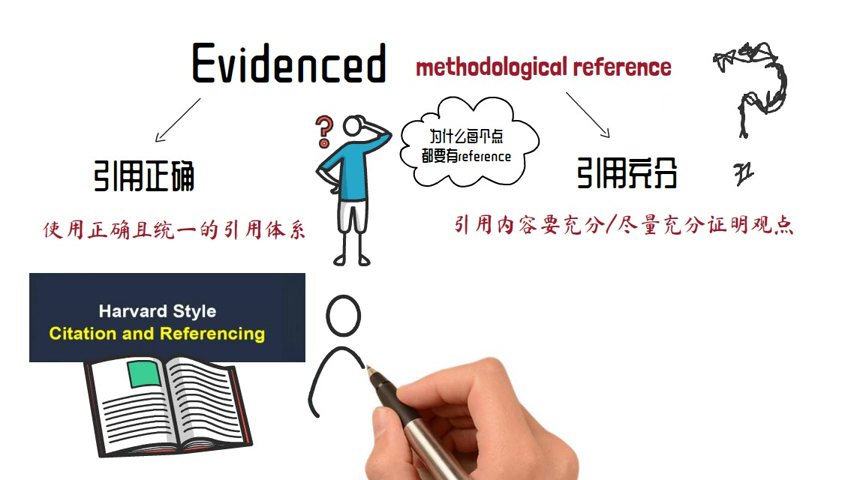 Evidenced
methodological reference
为什么每个点
都要有reference
引用正确
引用充分
使用正确且统一的引用体系
引用内容要充分/尽量充分证明观点
Harvard Style
Citation and Referencing